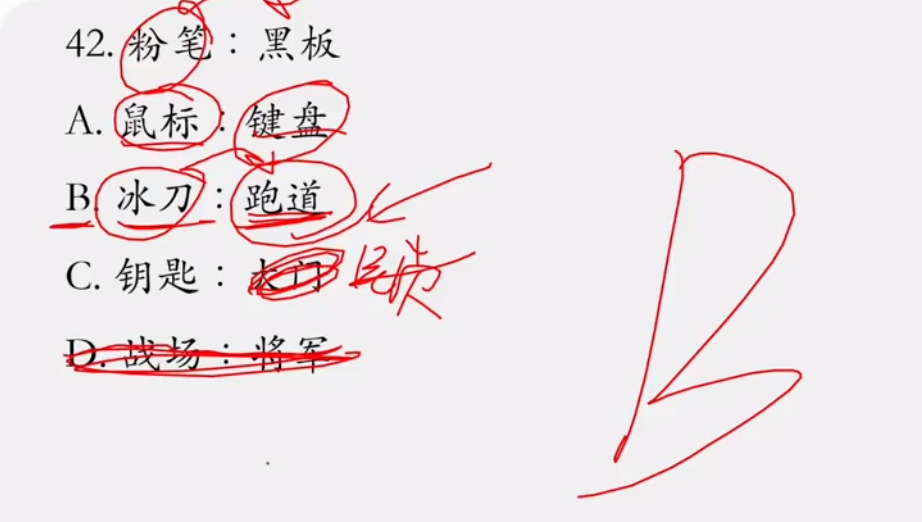 42. 粉笔：黑板
A. 鼠标：键盘
B. 冰刀：跑道
C. 钥匙：大门
D. 战场：将军
B